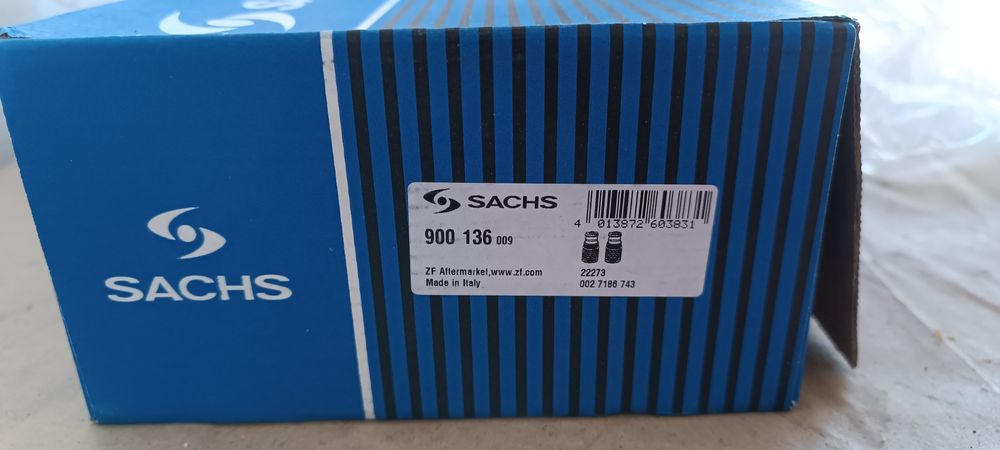 SACHS
SACHS
4 013872 603831
900 136 009
ZF Aftermarket,www.zf.com
22273
Made in Italy
002 7186 743